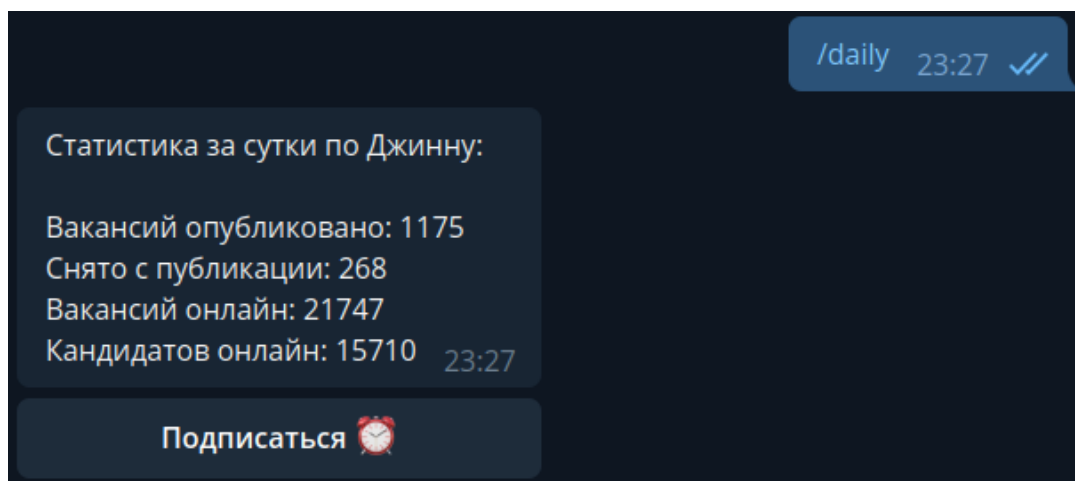 /daily 23:27
Статистика за сутки по Джинну:
Вакансий опубликовано: 1175
Снято с публикации: 268
Вакансий онлайн: 21747
Кандидатов онлайн: 15710 23:27
Подписаться ⏰